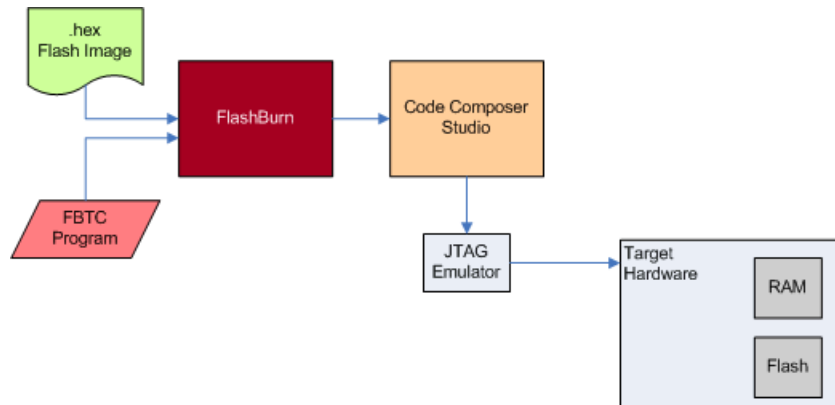 .hex
Flash Image
FlashBurn
Code Composer
Studio
FBTC
Program
JTAG
Emulator
Target
Hardware
RAM
Flash